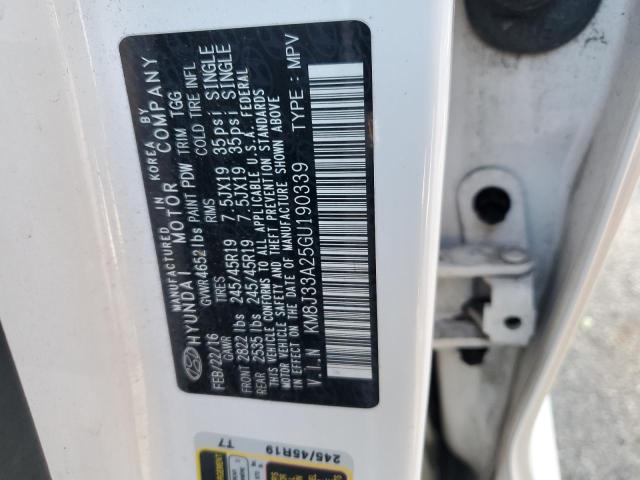 MANUFACTURED IN KOREA BY
HYUNDAI MOTOR COMPANY
FEB/22/16 GVWR4652lbs PAINT PDW TRIM TGG
GAWR TIRES RIMS COLD TIRE INFL
FRONT 2822 lbs 245/45R19 7.5JX19 35psi SINGLE
REAR 2535 lbs 245/45R19 7.5JX19 35psi SINGLE
THIS VEHICLE CONFORMS TO ALL APPLICABLE U.S.A. FEDERAL
MOTOR VEHICLE SAFETY AND THEFT PREVENTION STANDARDS
IN EFFECT ON THE DATE OF MANUFACTURE SHOWN ABOVE
V.I.N KM8J33A25GU190339 TYPE : MPV
245/45R19
T7